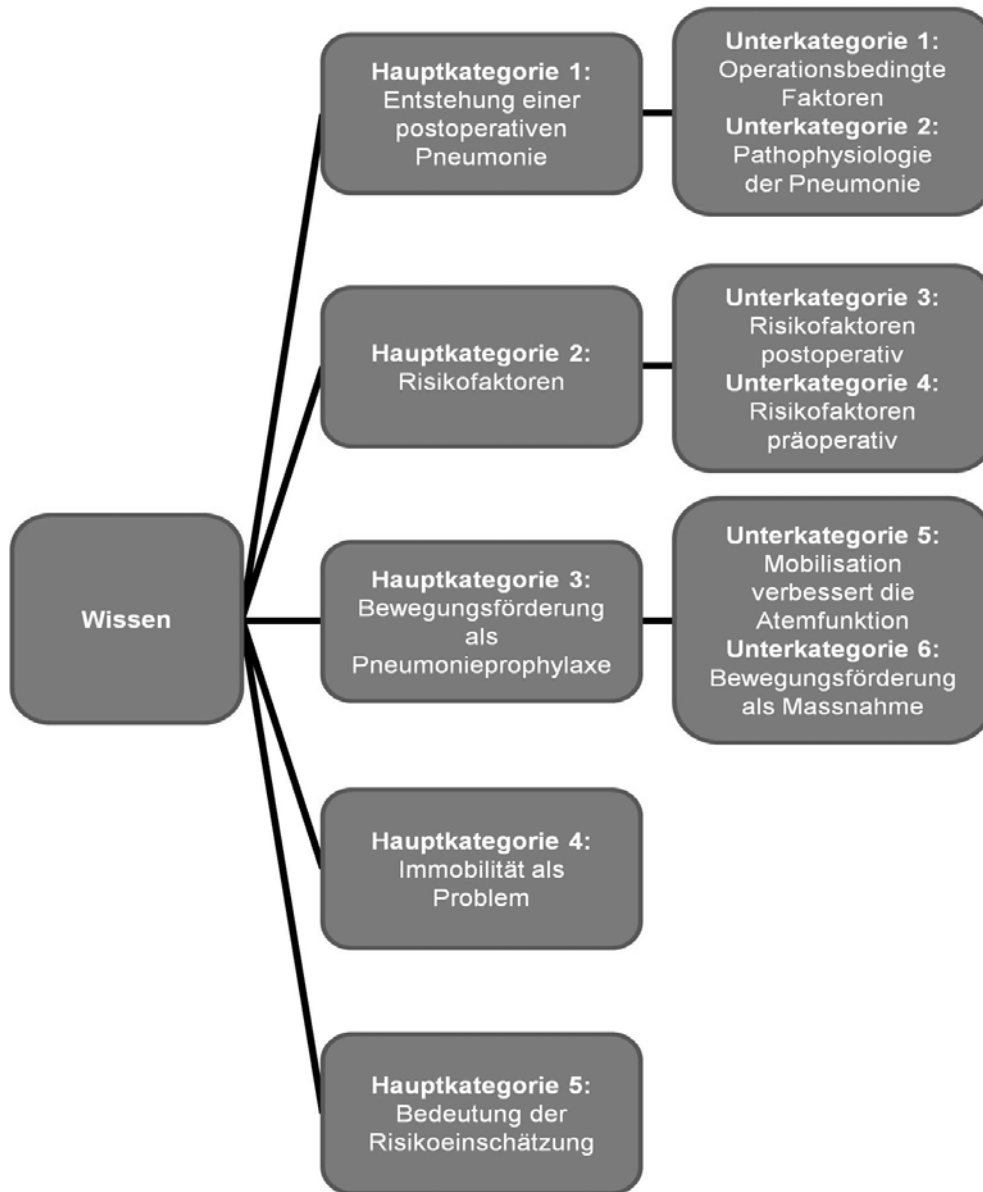 Hauptkategorie 1:
Entstehung einer
postoperativen
Pneumonie
Unterkategorie 1:
Operationsbedingte
Faktoren
Unterkategorie 2:
Pathophysiologie
der Pneumonie
Hauptkategorie 2:
Risikofaktoren
Unterkategorie 3:
Risikofaktoren
postoperativ
Unterkategorie 4:
Risikofaktoren
präoperativ
Wissen
Hauptkategorie 3:
Bewegungsförderung
als
Pneumonieprophylaxe
Unterkategorie 5:
Mobilisation
verbessert die
Atemfunktion
Unterkategorie 6:
Bewegungsförderung
als Massnahme
Hauptkategorie 4:
Immobilität als
Problem
Hauptkategorie 5:
Bedeutung der
Risikoeinschätzung